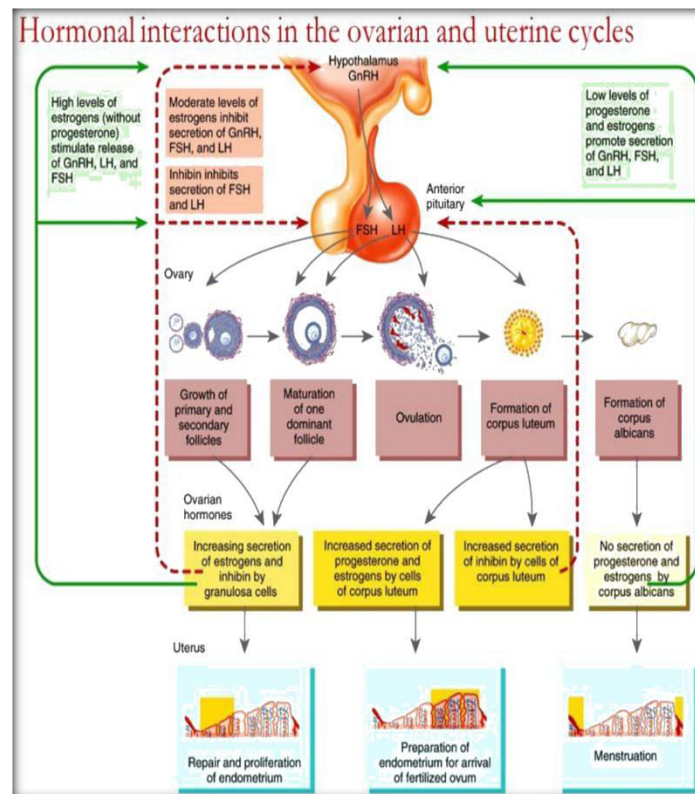 Hormonal interactions in the ovarian and uterine cycles
Hypothalamus
GnRH
High levels of
estrogens (without
progesterone)
stimulate release
of GnRH, LH, and
FSH
Moderate levels of
estrogens inhibit
secretion of GnRH,
FSH, and LH
Inhibin inhibits
secretion of FSH
and LH
Low levels of
progesterone
and estrogens
promote secretion
of GnRH, FSH,
and LH
Anterior
pituitary
FSH LH
Ovary
Growth of
primary and
secondary
follicles
Maturation
of one
dominant
follicle
Ovulation
Formation of
corpus luteum
Formation of
corpus
albicans
Ovarian
hormones
Increasing secretion
of estrogens and
inhibin by
granulosa cells
Increased secretion of
progesterone and
estrogens by cells
of corpus luteum
Increased secretion
of inhibin by cells of
corpus luteum
No secretion of
progesterone and
estrogens by
corpus albicans
Uterus
Repair and proliferation
of endometrium
Preparation of
endometrium for arrival
of fertilized ovum
Menstruation